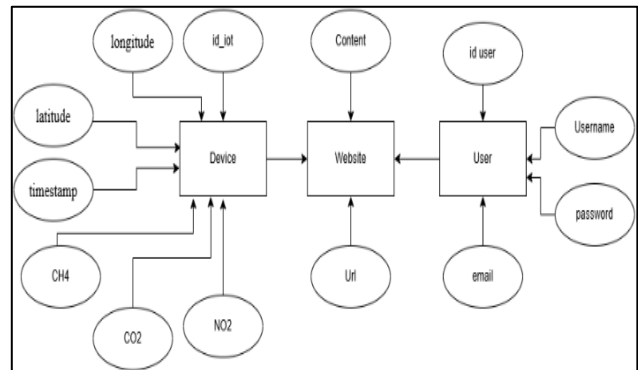 longitude
id_iot
Content
id user
latitude
Username
Device
Website
User
timestamp
password
CH4
Url
email
CO2
NO2